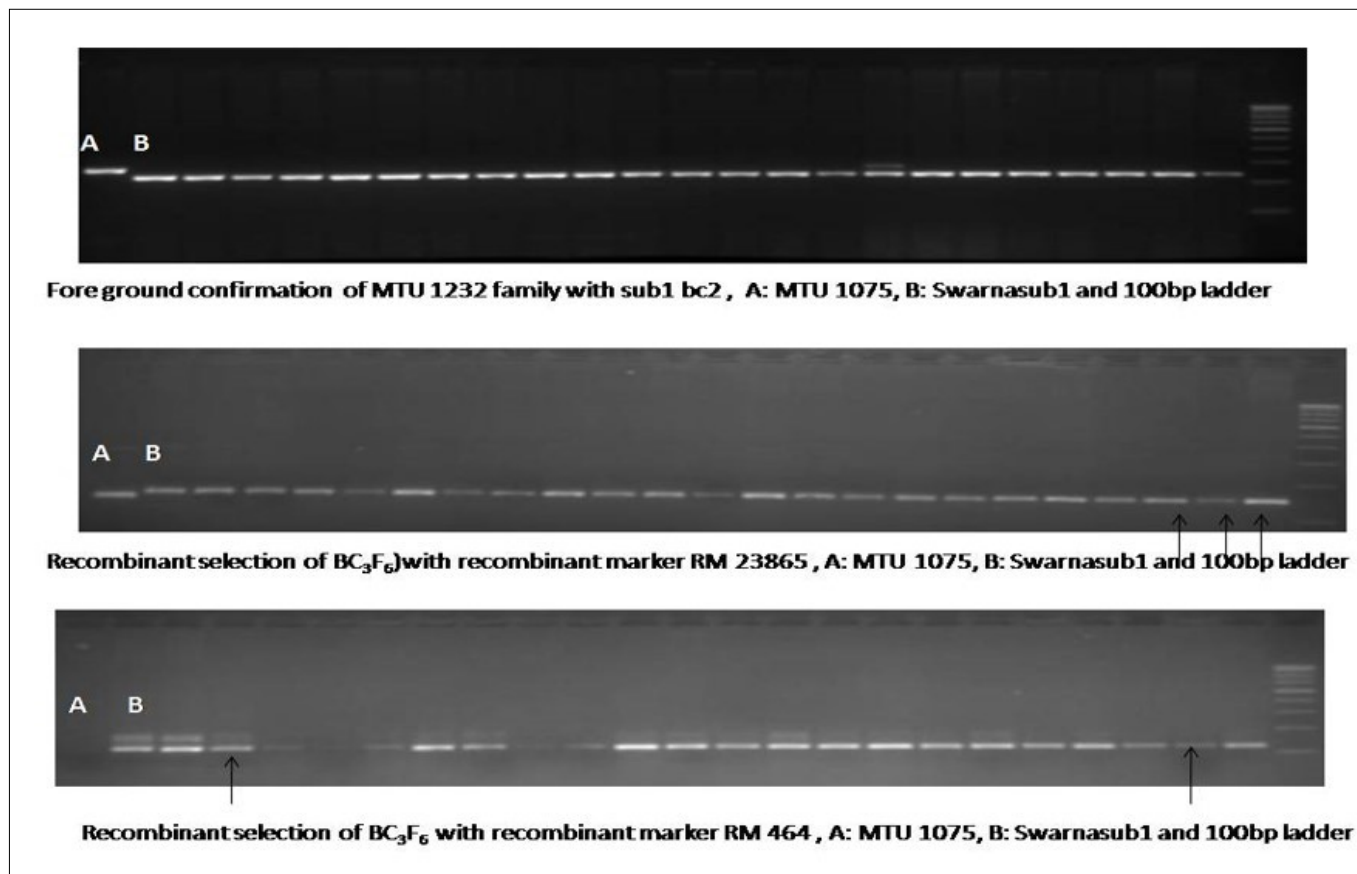 A B
Fore ground confirmation of MTU 1232 family with sub1 bc2 , A: MTU 1075, B: Swarnasub1 and 100bp ladder
A B
Recombinant selection of BC₃F₆)with recombinant marker RM 23865 , A: MTU 1075, B: Swarnasub1 and 100bp ladder
A B
Recombinant selection of BC₃F₆ with recombinant marker RM 464 , A: MTU 1075, B: Swarnasub1 and 100bp ladder